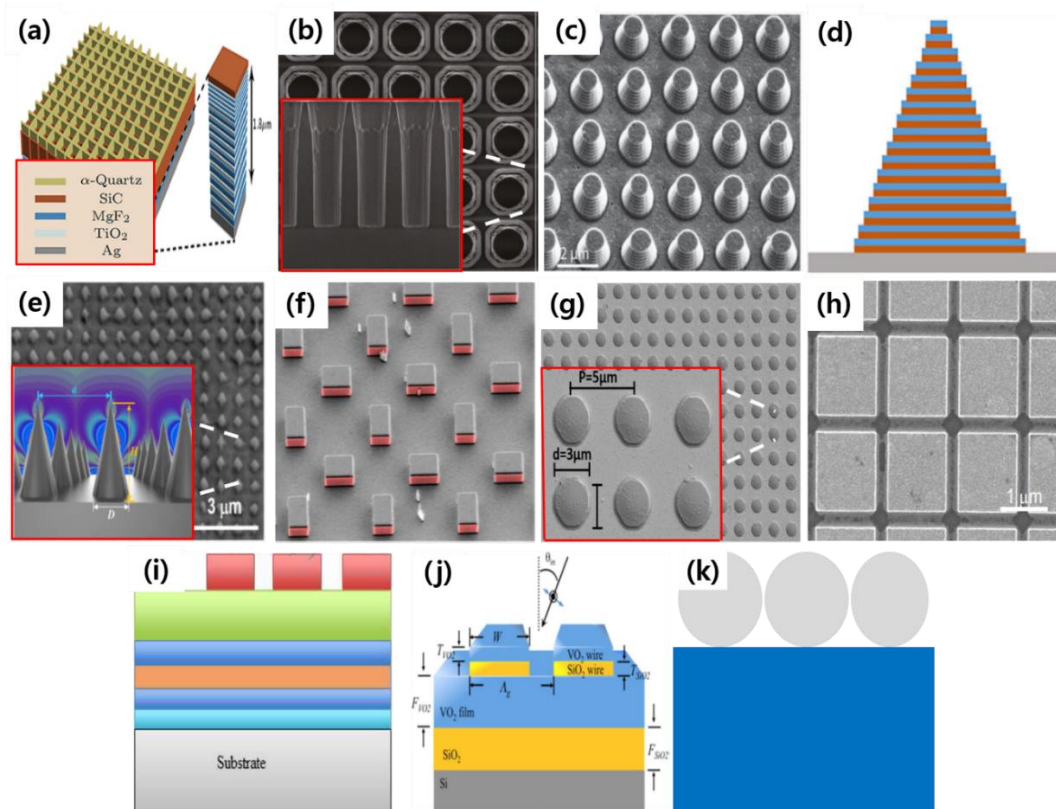 (a)
1.8μm
α-Quartz
SiC
MgF₂
TiO₂
Ag
(b)
(c)
2 μm
(d)
(e)
d
D
3 μm
(f)
(g)
P=5μm
d=3μm
(h)
1 μm
(i)
Substrate
(j)
θin
W
TVO2
VO₂ wire
SiO₂ wire
TSiO2
Λg
FVO2
VO₂ film
SiO₂
FSiO2
Si
(k)